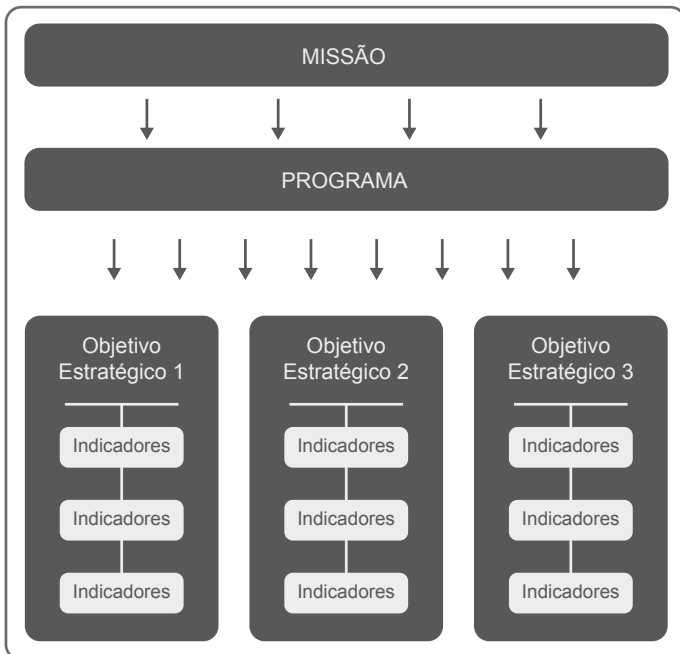 MISSÃO
PROGRAMA
Objetivo
Estratégico 1
Indicadores
Indicadores
Indicadores
Objetivo
Estratégico 2
Indicadores
Indicadores
Indicadores
Objetivo
Estratégico 3
Indicadores
Indicadores
Indicadores